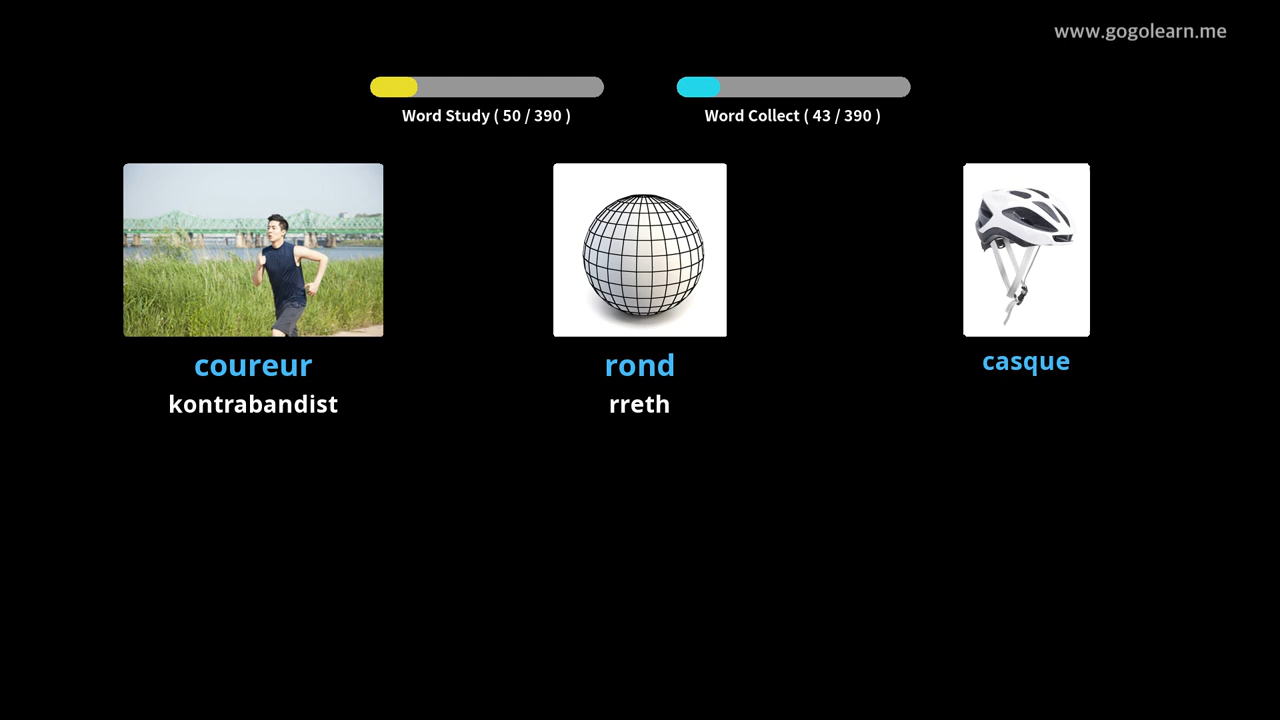 www.gogolearn.me
Word Study ( 50 / 390 )
Word Collect ( 43 / 390 )
coureur
kontrabandist
rond
rreth
casque